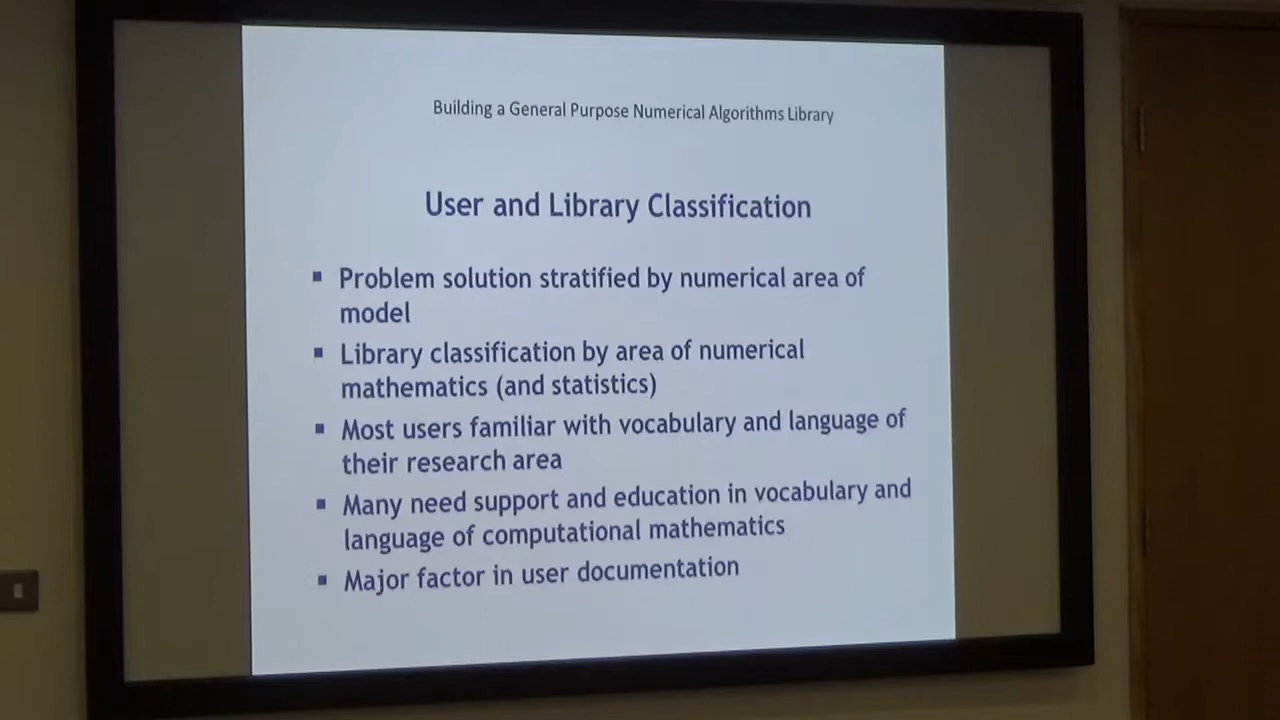 Building a General Purpose Numerical Algorithms Library
User and Library Classification
▪ Problem solution stratified by numerical area of
model
▪ Library classification by area of numerical
mathematics (and statistics)
▪ Most users familiar with vocabulary and language of
their research area
▪ Many need support and education in vocabulary and
language of computational mathematics
▪ Major factor in user documentation